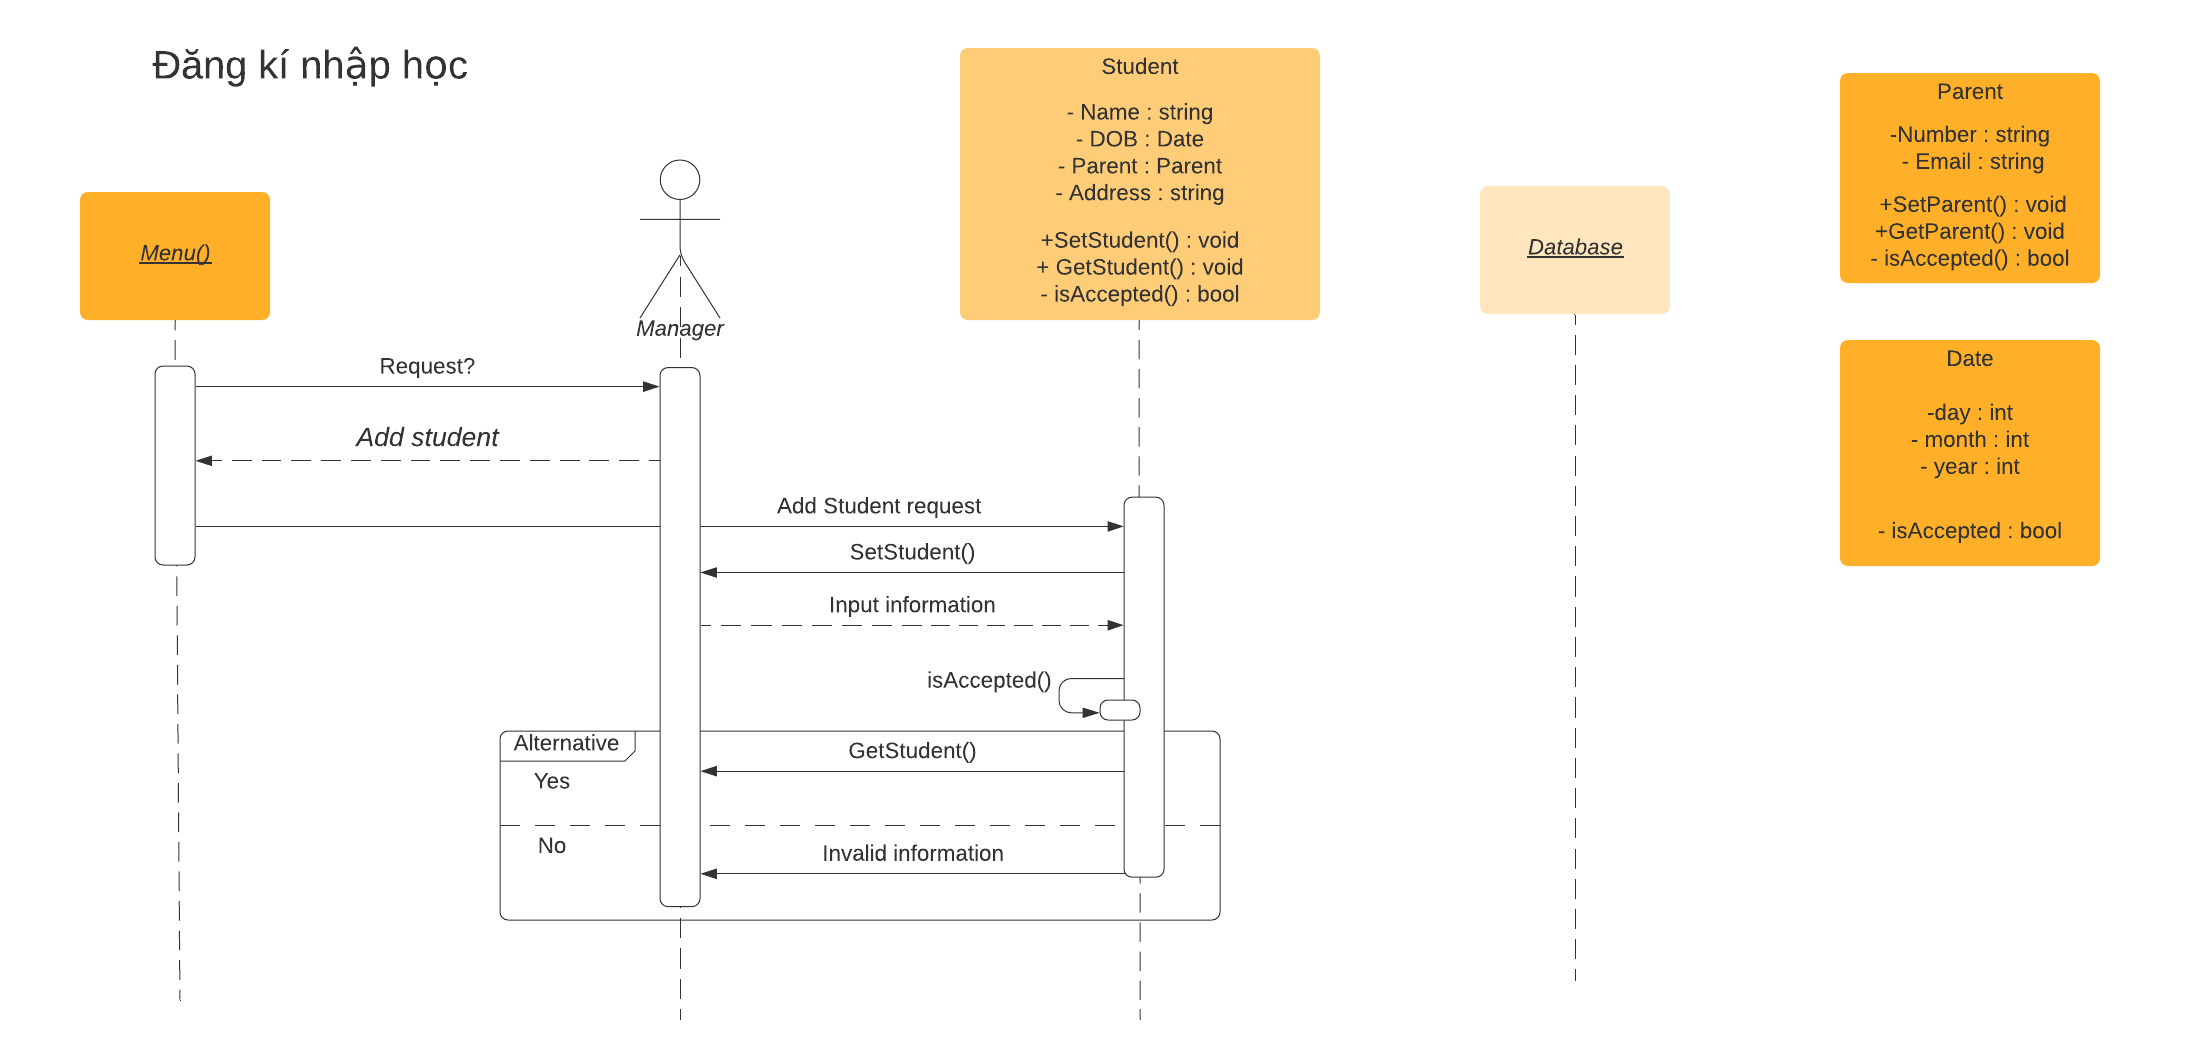 Đăng kí nhập học
Menu()
Manager
Student
- Name : string
- DOB : Date
- Parent : Parent
- Address : string
+SetStudent() : void
+ GetStudent() : void
- isAccepted() : bool
Database
Parent
-Number : string
- Email : string
+SetParent() : void
+GetParent() : void
- isAccepted() : bool
Date
-day : int
- month : int
- year : int
- isAccepted : bool
Request?
Add student
Add Student request
SetStudent()
Input information
isAccepted()
Alternative
GetStudent()
Yes
No
Invalid information